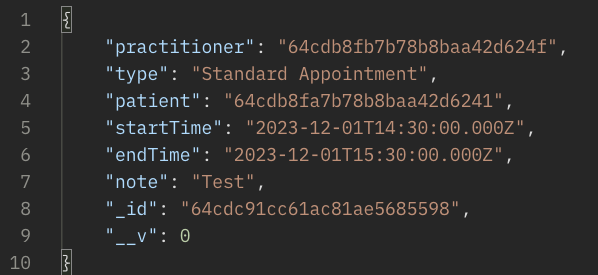 1 {
2 "practitioner": "64cdb8fb7b78b8baa42d624f",
3 "type": "Standard Appointment",
4 "patient": "64cdb8fa7b78b8baa42d6241",
5 "startTime": "2023-12-01T14:30:00.000Z",
6 "endTime": "2023-12-01T15:30:00.000Z",
7 "note": "Test",
8 "_id": "64cdc91cc61ac81ae5685598",
9 "__v": 0
10 }